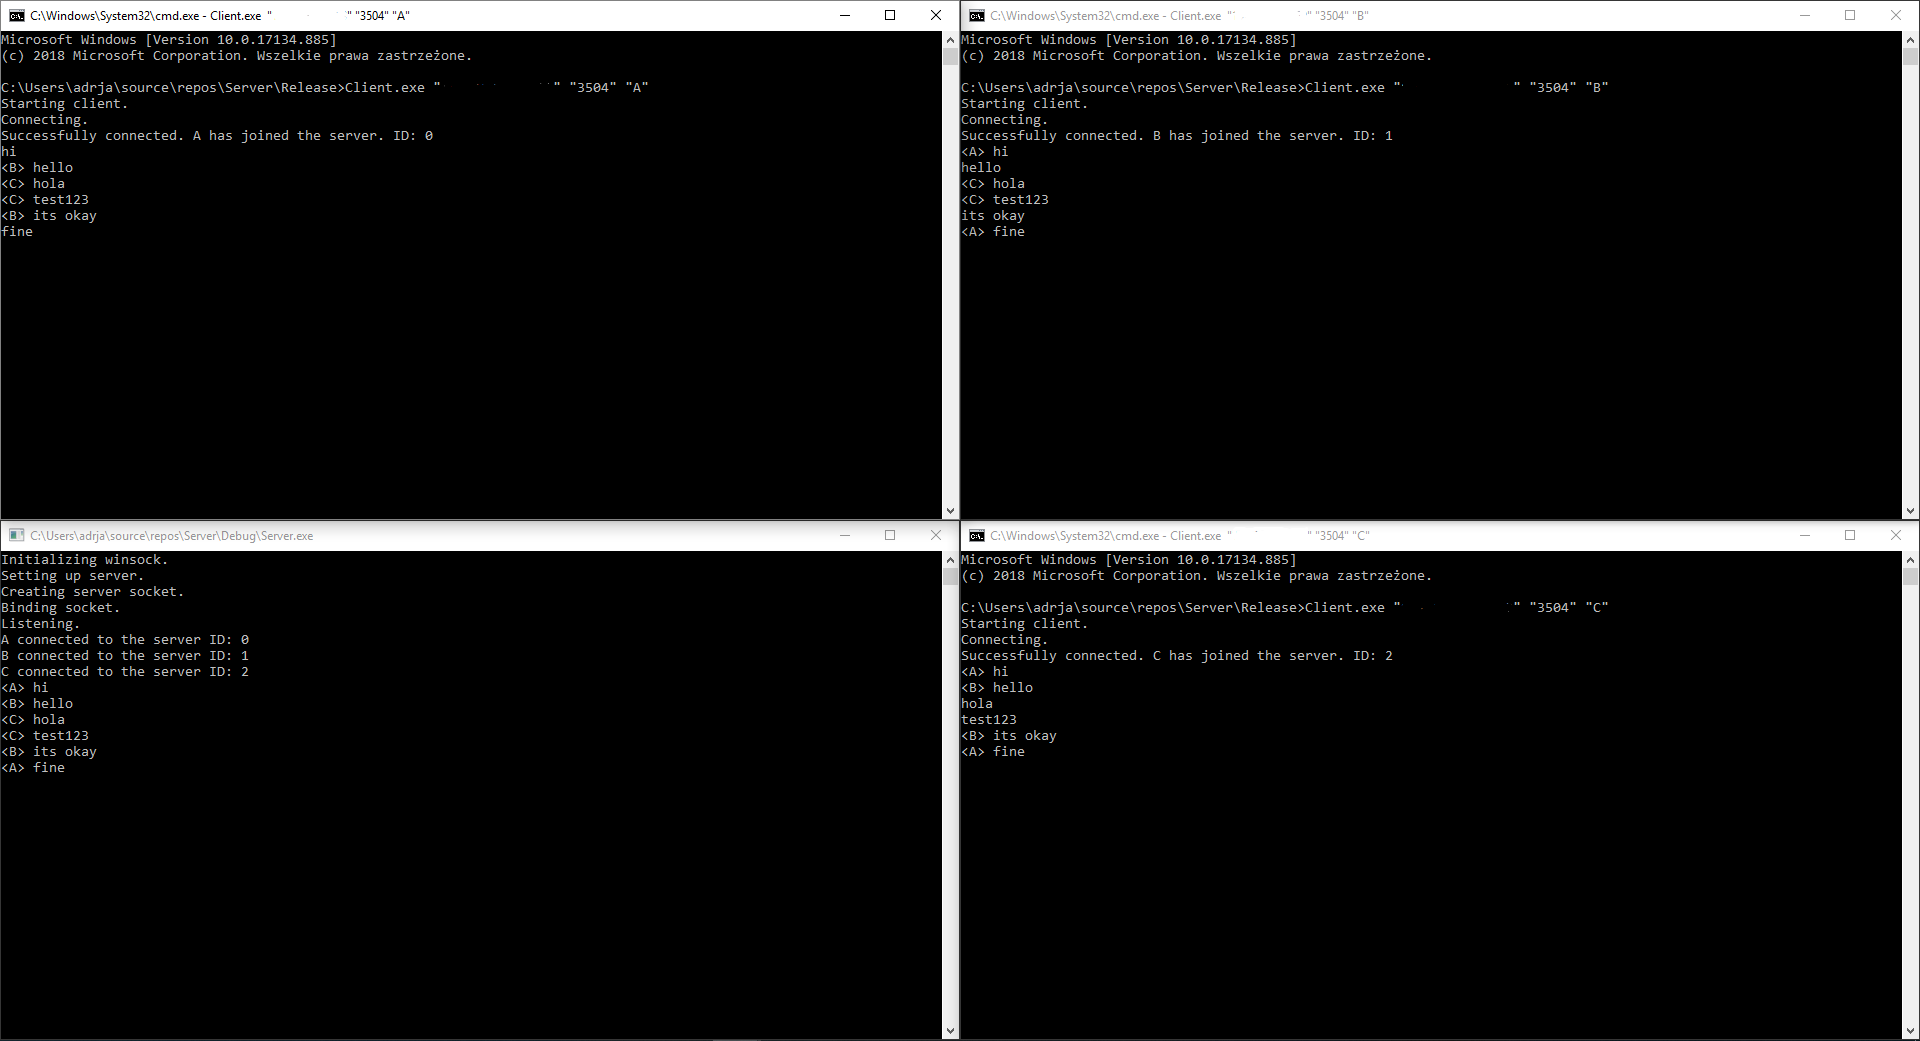 C:\Windows\System32\cmd.exe - Client.exe " " "3504" "A"
Microsoft Windows [Version 10.0.17134.885]
(c) 2018 Microsoft Corporation. Wszelkie prawa zastrzeżone.
C:\Users\adrja\source\repos\Server\Release>Client.exe " " "3504" "A"
Starting client.
Connecting.
Successfully connected. A has joined the server. ID: 0
hi
<B> hello
<C> hola
<C> test123
<B> its okay
fine
C:\Windows\System32\cmd.exe - Client.exe " " "3504" "B"
Microsoft Windows [Version 10.0.17134.885]
(c) 2018 Microsoft Corporation. Wszelkie prawa zastrzeżone.
C:\Users\adrja\source\repos\Server\Release>Client.exe " " "3504" "B"
Starting client.
Connecting.
Successfully connected. B has joined the server. ID: 1
<A> hi
hello
<C> hola
<C> test123
its okay
<A> fine
C:\Users\adrja\source\repos\Server\Debug\Server.exe
Initializing winsock.
Setting up server.
Creating server socket.
Binding socket.
Listening.
A connected to the server ID: 0
B connected to the server ID: 1
C connected to the server ID: 2
<A> hi
<B> hello
<C> hola
<C> test123
<B> its okay
<A> fine
C:\Windows\System32\cmd.exe - Client.exe " " "3504" "C"
Microsoft Windows [Version 10.0.17134.885]
(c) 2018 Microsoft Corporation. Wszelkie prawa zastrzeżone.
C:\Users\adrja\source\repos\Server\Release>Client.exe " " "3504" "C"
Starting client.
Connecting.
Successfully connected. C has joined the server. ID: 2
<A> hi
<B> hello
hola
test123
<B> its okay
<A> fine